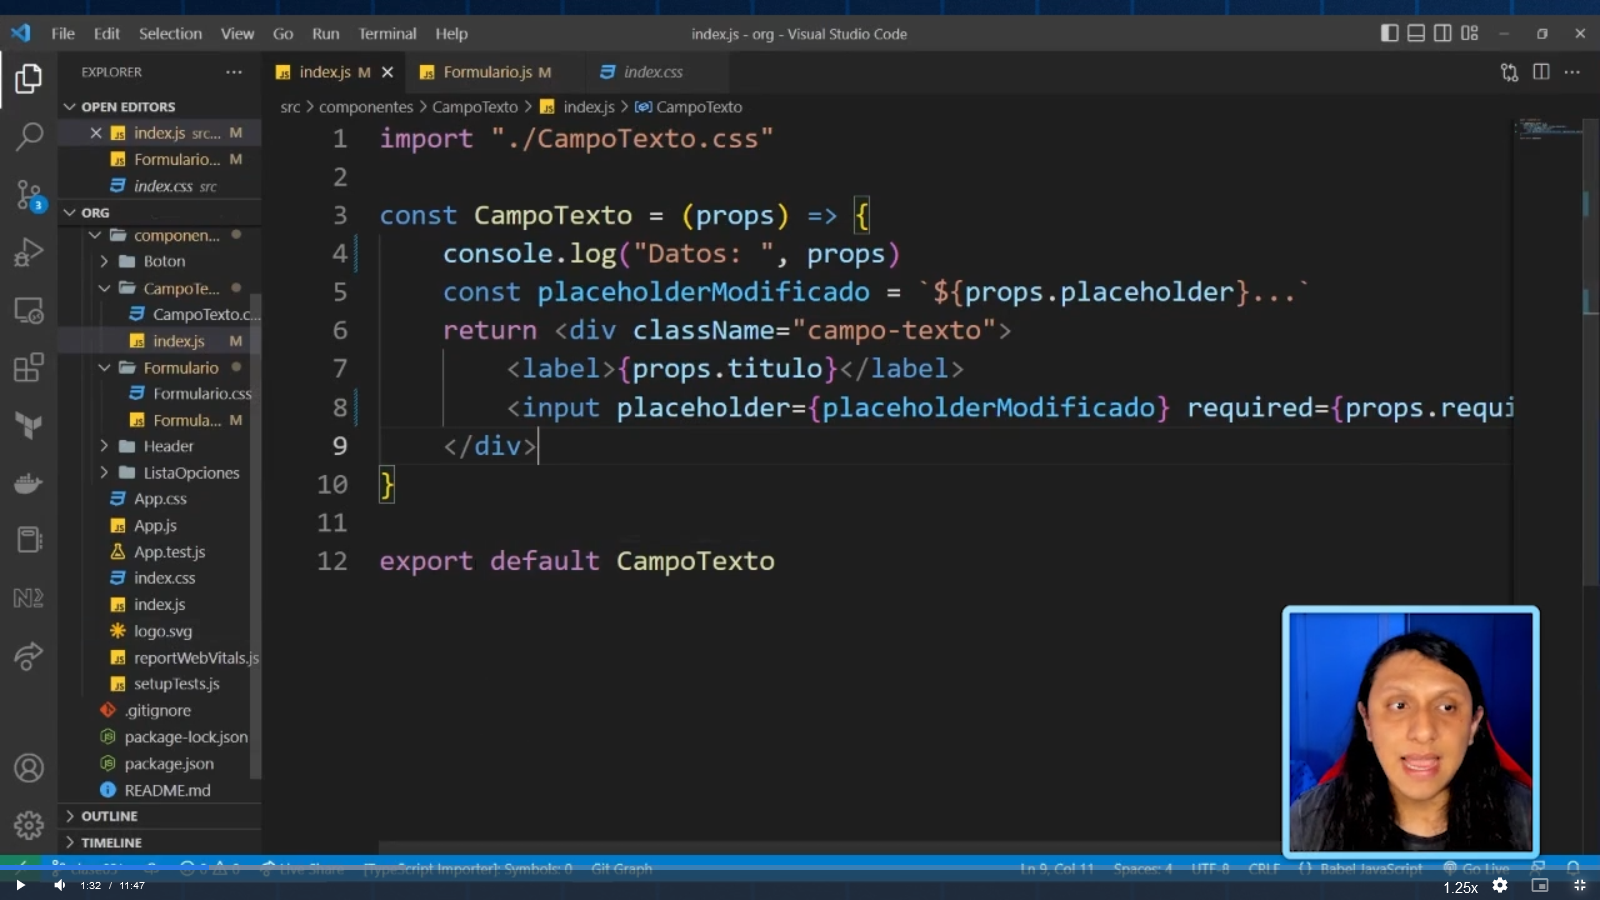 File Edit Selection View Go Run Terminal Help
index.js - org - Visual Studio Code
EXPLORER
index.js M
Formulario.js M
index.css
OPEN EDITORS
src > componentes > CampoTexto > index.js > CampoTexto
index.js src... M
Formulario... M
index.css src
3
ORG
componen...
Boton
CampoTe...
CampoTexto.c...
index.js M
Formulario
Formulario.css
Formula... M
Header
ListaOpciones
App.css
App.js
App.test.js
index.css
index.js
logo.svg
reportWebVitals.js
setupTests.js
.gitignore
package-lock.json
package.json
README.md
OUTLINE
TIMELINE
1 import "./CampoTexto.css"
2
3 const CampoTexto = (props) => {
4 console.log("Datos: ", props)
5 const placeholderModificado = `${props.placeholder}...`
6 return <div className="campo-texto">
7 <label>{props.titulo}</label>
8 <input placeholder={placeholderModificado} required={props.requi
9 </div>
10 }
11
12 export default CampoTexto
Live Share [TypeScript Importer]: Symbols: 0 Git Graph
Ln 9, Col 11 Spaces: 4 UTF-8 CRLF {} Babel JavaScript Go Live
1:32 / 11:47
1.25x